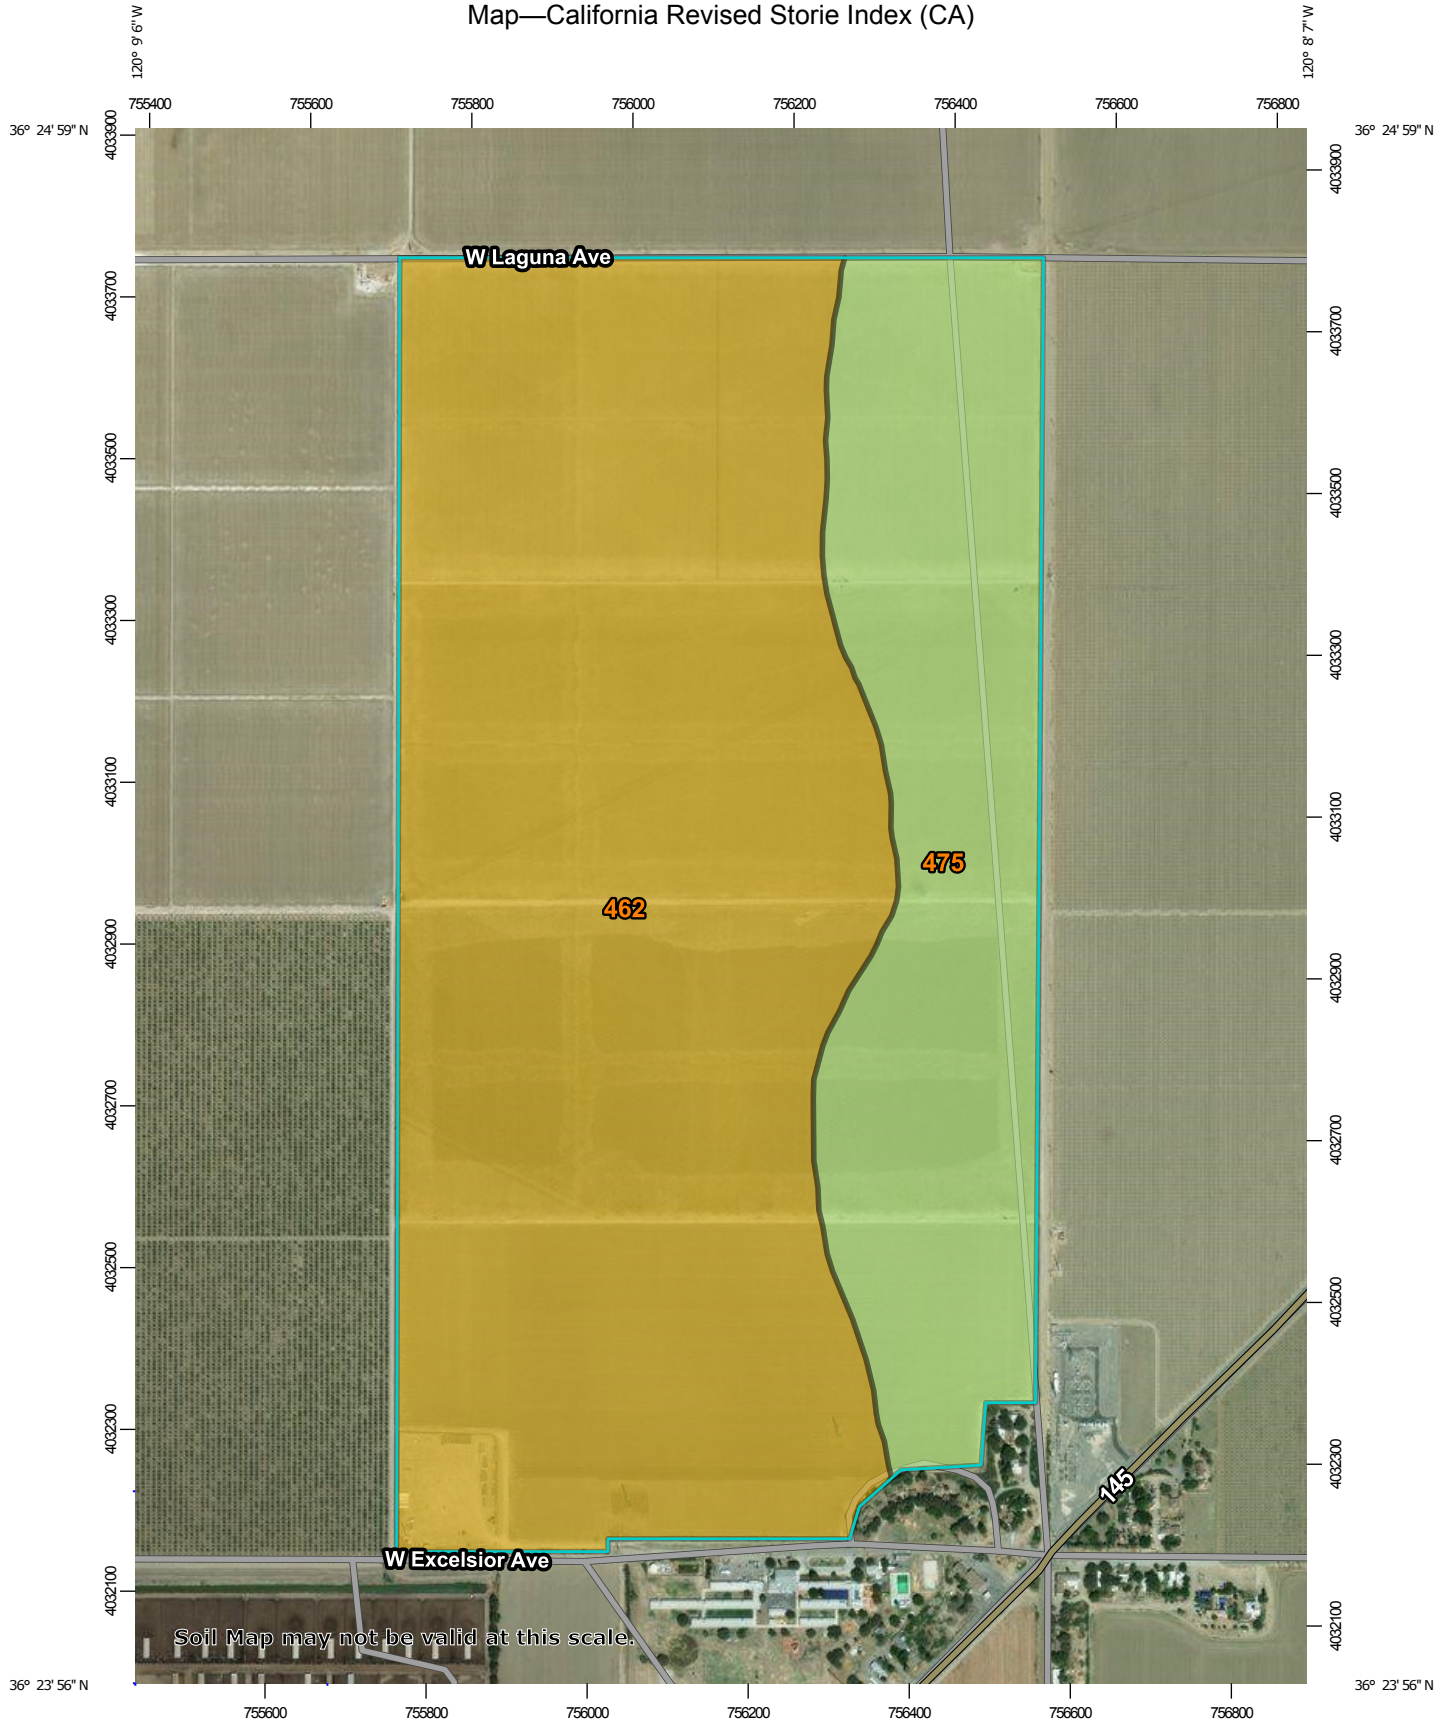 Map—California Revised Storie Index (CA)
120° 9' 6'' W
120° 8' 7'' W
755400 755600 755800 756000 756200 756400 756600 756800
36° 24' 59'' N
36° 24' 59'' N
4033900
4033900
W Laguna Ave
4033700
4033700
4033500
4033500
4033300
4033300
4033100
4033100
475
462
4032900
4032900
4032700
4032700
4032500
4032500
4032300
4032300
145
W Excelsior Ave
4032100
4032100
Soil Map may not be valid at this scale.
36° 23' 56'' N
36° 23' 56'' N
755600 755800 756000 756200 756400 756600 756800